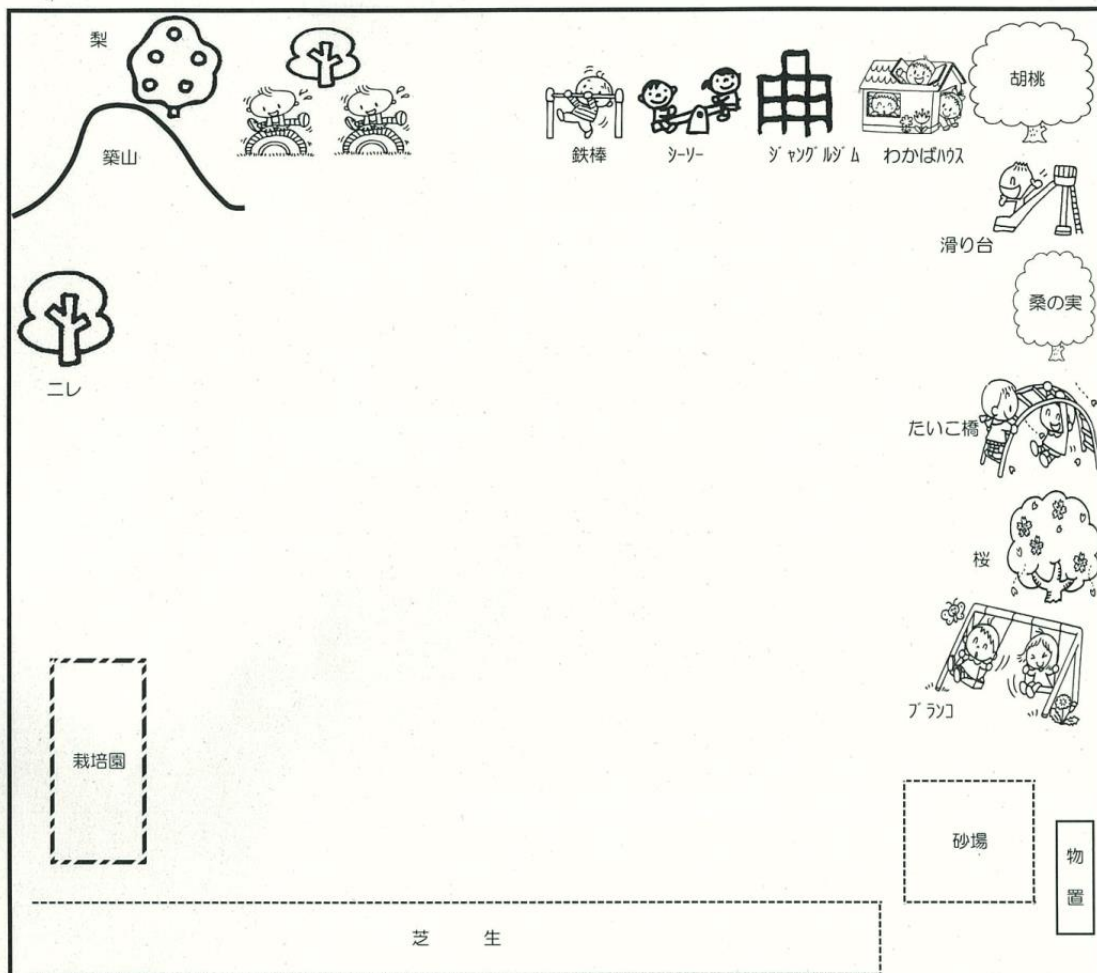 梨
築山
鉄棒
シーソー
ジャングルジム
わかばハウス
胡桃
滑り台
桑の実
ニレ
たいこ橋
桜
ブランコ
栽培園
砂場
物置
芝生